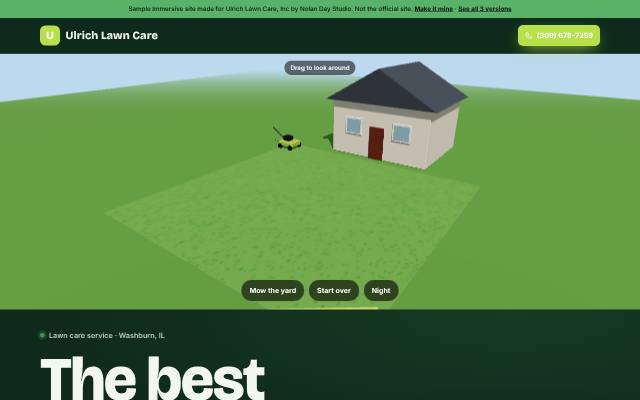 Sample Immersive site made for Ulrich Lawn Care, Inc by Nolan Day Studio. Not the official site. Make it mine · See all 3 versions
U Ulrich Lawn Care
(309) 678-7259
Drag to look around
Mow the yard Start over Night
Lawn care service · Washburn, IL
The best